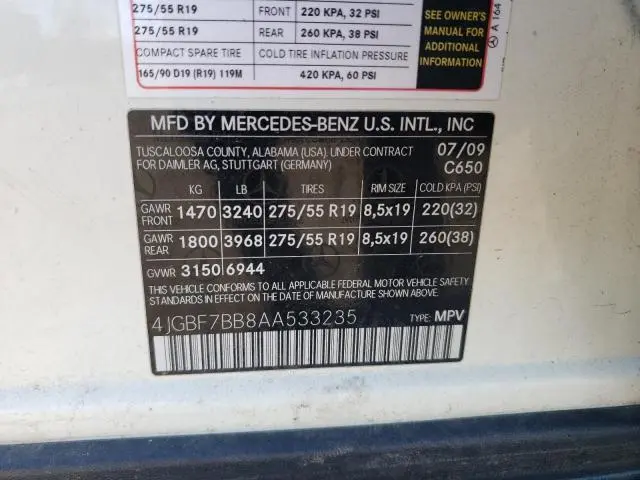 275/55 R19 FRONT 220 KPA, 32 PSI
275/55 R19 REAR 260 KPA, 38 PSI
COMPACT SPARE TIRE COLD TIRE INFLATION PRESSURE
165/90 D19 (R19) 119M 420 KPA, 60 PSI
SEE OWNER'S
MANUAL FOR
ADDITIONAL
INFORMATION
A 164
MFD BY MERCEDES-BENZ U.S. INTL., INC
TUSCALOOSA COUNTY, ALABAMA (USA) UNDER CONTRACT 07/09
FOR DAIMLER AG, STUTTGART (GERMANY) C650
KG LB TIRES RIM SIZE COLD KPA (PSI)
GAWR FRONT 1470 3240 275/55 R19 8,5x19 220(32)
GAWR REAR 1800 3968 275/55 R19 8,5x19 260(38)
GVWR 3150 6944
THIS VEHICLE CONFORMS TO ALL APPLICABLE FEDERAL MOTOR VEHICLE SAFETY
STANDARDS IN EFFECT ON THE DATE OF MANUFACTURE SHOWN ABOVE.
4JGBF7BB8AA533235 TYPE: MPV